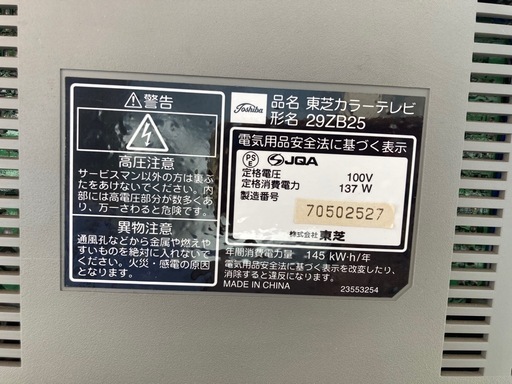 ⚠警告
高圧注意
サービスマン以外の方は裏ぶ
たをあけないでください。内
部には高電圧部分が数多くあ
り、万一さわると危険です。
異物注意
通風孔などから金属や燃えや
すいものを絶対に入れないで
ください。火災・感電の原因
となります。
Toshiba
品名 東芝カラーテレビ
形名 29ZB25
電気用品安全法に基づく表示
PS E JQA
定格電圧 100V
定格消費電力 137 W
製造番号 70502527
株式会社 東芝
年間消費電力量 145 kW·h/年
電気用品安全法に基づく表示を改変したり、
消除すると違反になります。
MADE IN CHINA
23553254